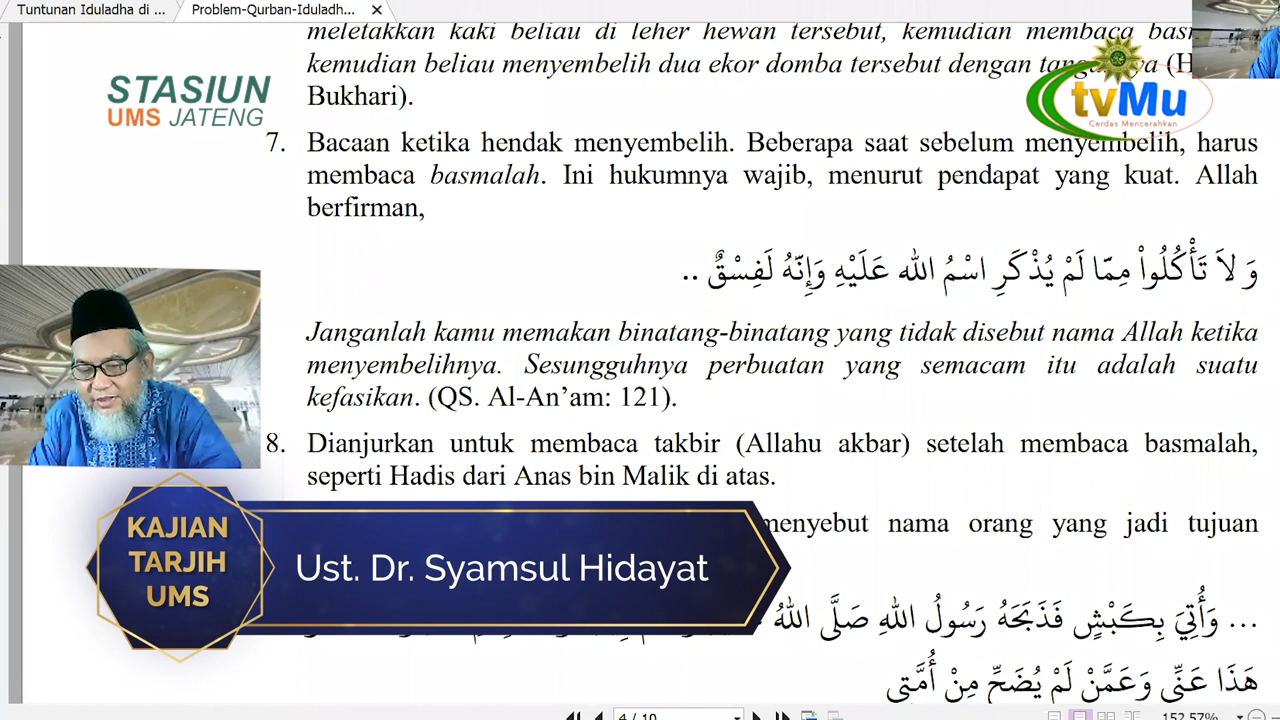 Tuntunan Iduladha di ...
Problem-Qurban-Iduladh...
meletakkan kaki beliau di leher hewan tersebut, kemudian membaca
kemudian beliau menyembelih dua ekor domba tersebut dengan
Bukhari).
STASIUN
UMS JATENG
tvMu
Cerdas Mencerahkan
7. Bacaan ketika hendak menyembelih. Beberapa saat sebelum menyembelih, harus
membaca basmalah. Ini hukumnya wajib, menurut pendapat yang kuat. Allah
berfirman,
وَ لاَ تَأْكُلُواْ مِمَّا لَمْ يُذْكَرِ اسْمُ الله عَلَيْهِ وَإِنَّهُ لَفِسْقٌ ..
Janganlah kamu memakan binatang-binatang yang tidak disebut nama Allah ketika
menyembelihnya. Sesungguhnya perbuatan yang semacam itu adalah suatu
kefasikan. (QS. Al-An’am: 121).
8. Dianjurkan untuk membaca takbir (Allahu akbar) setelah membaca basmalah,
seperti Hadis dari Anas bin Malik di atas.
menyebut nama orang yang jadi tujuan
KAJIAN
TARJIH
UMS
Ust. Dr. Syamsul Hidayat
... وَأُتِيَ بِكَبْشٍ فَذَبَحَهُ رَسُولُ اللهِ صَلَّى اللهُ
هَذَا عَنِّي وَعَمَّنْ لَمْ يُضَحِّ مِنْ أُمَّتِي
4 / 10
152,57%